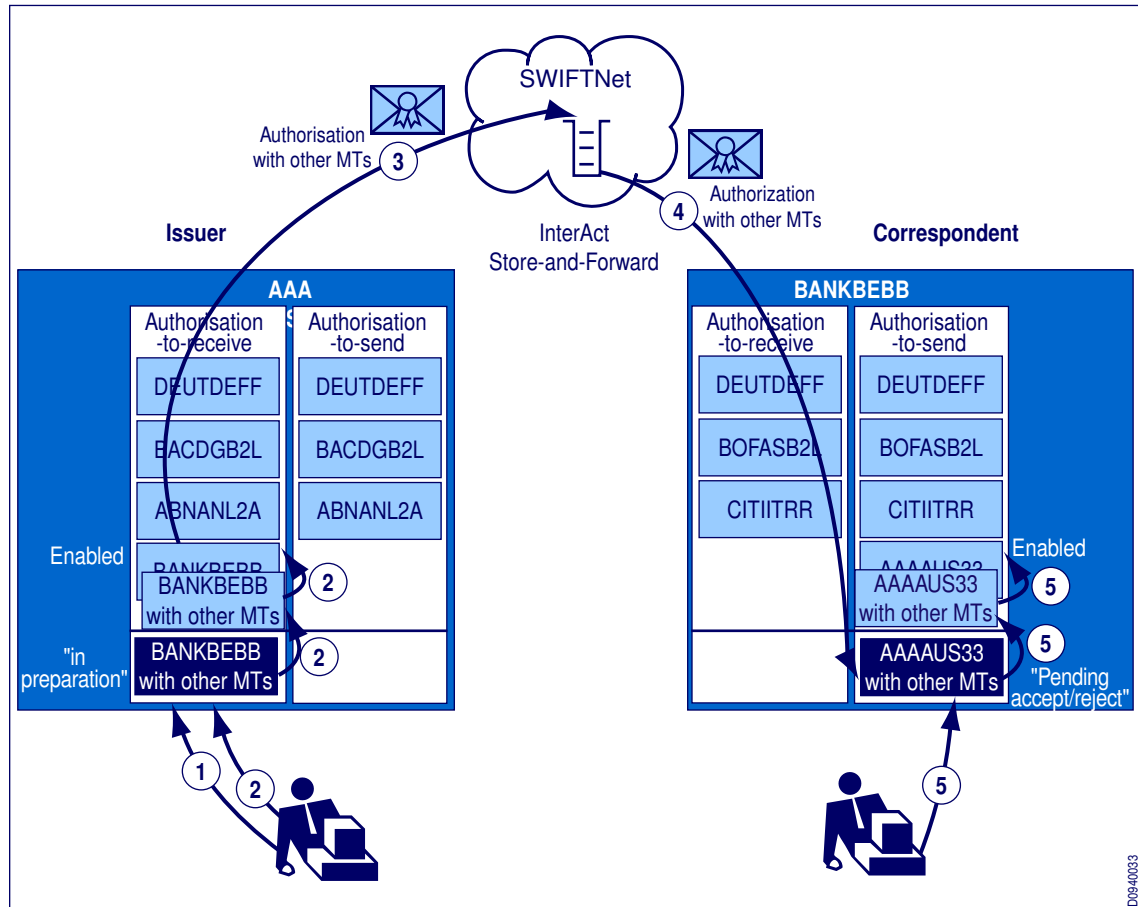 SWIFTNet
Authorisation
with other MTs
3
4
Authorization
with other MTs
InterAct
Store-and-Forward
Issuer
Correspondent
AAA
S
Authorisation
-to-receive
Authorisation
-to-send
DEUTDEFF
DEUTDEFF
BACDGB2L
BACDGB2L
ABNANL2A
ABNANL2A
Enabled
BANKBEBB
BANKBEBB
with other MTs
2
"in
preparation"
BANKBEBB
with other MTs
2
1
2
BANKBEBB
Authorisation
-to-receive
Authorisation
-to-send
DEUTDEFF
DEUTDEFF
BOFASB2L
BOFASB2L
CITIITRR
CITIITRR
AAAAUS33
Enabled
AAAAUS33
with other MTs
5
AAAAUS33
with other MTs
5
"Pending
accept/reject"
5
D0940033